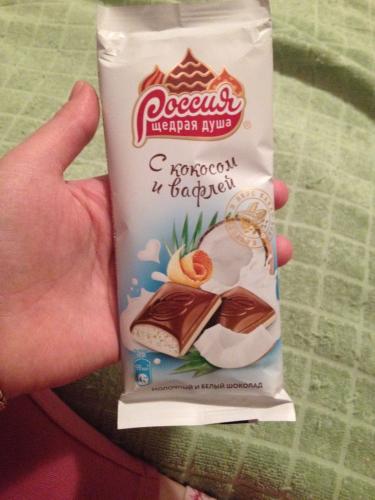 Россия
щедрая душа
®
С кокосом
и вафлей
молочный и белый шоколад